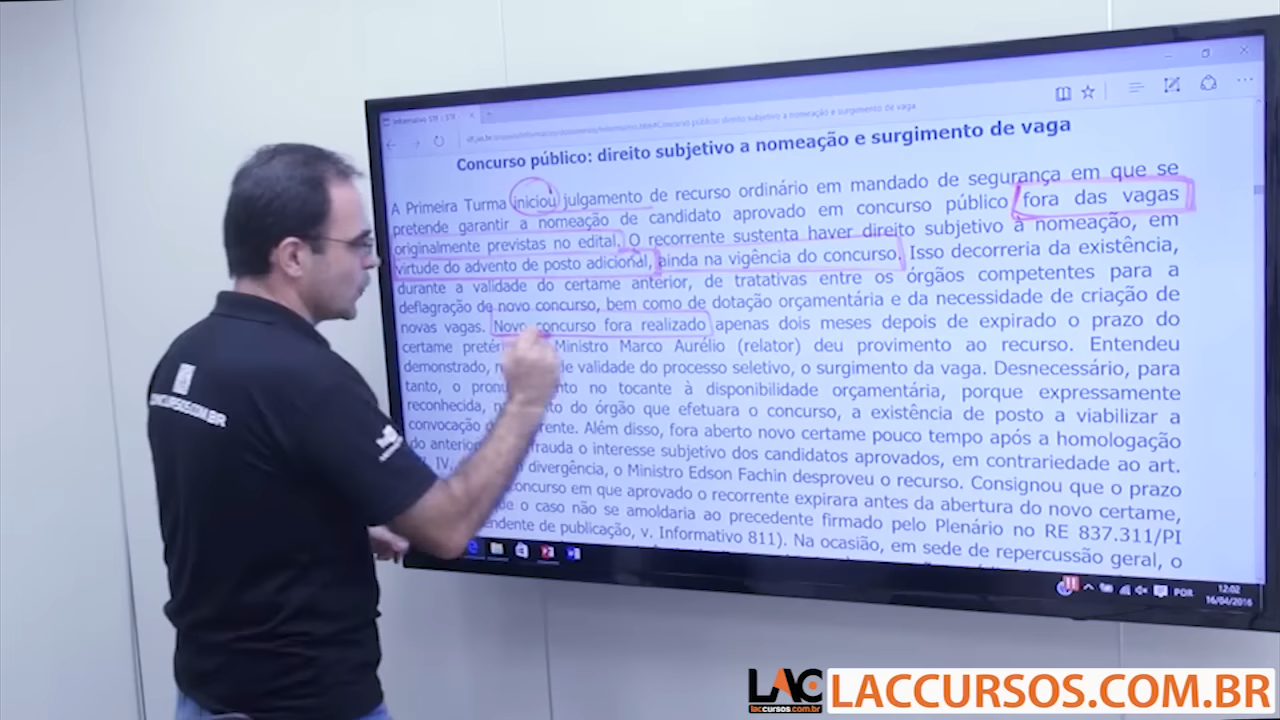 Informativo STF
Concurso público: direito subjetivo a nomeação e surgimento de vaga
A Primeira Turma iniciou julgamento de recurso ordinário em mandado de segurança em que se
pretende garantir a nomeação de candidato aprovado em concurso público fora das vagas
originalmente previstas no edital. O recorrente sustenta haver direito subjetivo à nomeação, em
virtude do advento de posto adicional, ainda na vigência do concurso. Isso decorreria da existência,
durante a validade do certame anterior, de tratativas entre os órgãos competentes para a
deflagração de novo concurso, bem como de dotação orçamentária e da necessidade de criação de
novas vagas. Novo concurso fora realizado apenas dois meses depois de expirado o prazo do
certame Ministro Marco Aurélio (relator) deu provimento ao recurso. Entendeu
demonstrado, de validade do processo seletivo, o surgimento da vaga. Desnecessário, para
tanto, o no tocante à disponibilidade orçamentária, porque expressamente
reconhecida, do órgão que efetuara o concurso, a existência de posto a viabilizar a
convocação Além disso, fora aberto novo certame pouco tempo após a homologação
do anterior frauda o interesse subjetivo dos candidatos aprovados, em contrariedade ao art.
IV, divergência, o Ministro Edson Fachin desproveu o recurso. Consignou que o prazo
concurso em que aprovado o recorrente expirara antes da abertura do novo certame,
que o caso não se amoldaria ao precedente firmado pelo Plenário no RE 837.311/PI
de publicação, v. Informativo 811). Na ocasião, em sede de repercussão geral, o
POR
12:02
16/04/2016
LAC
laccursos.com.br
LACCURSOS.COM.BR